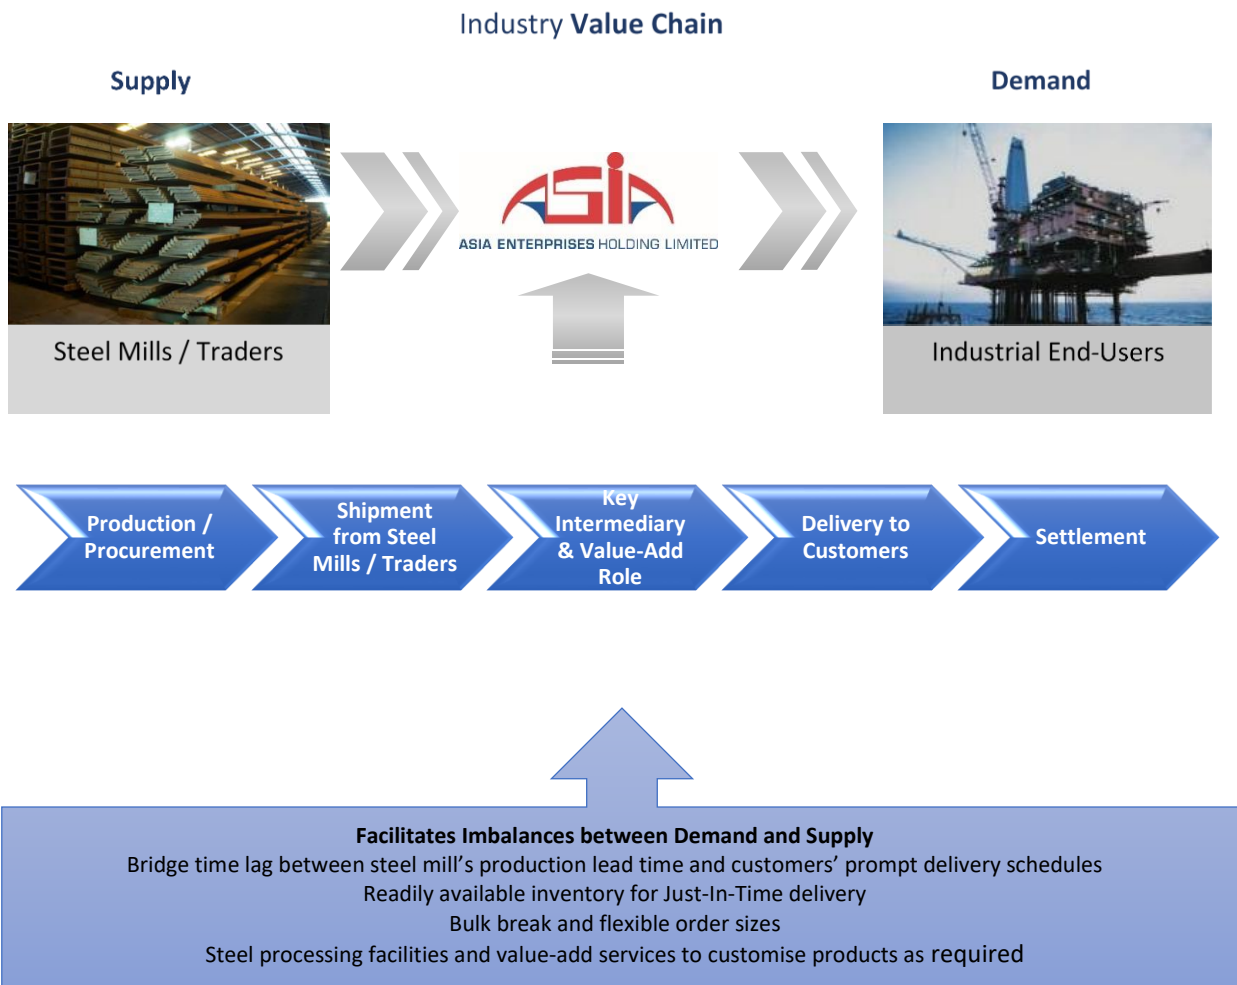 Industry Value Chain
Supply
Demand
ASIA
ASIA ENTERPRISES HOLDING LIMITED
Steel Mills / Traders
Industrial End-Users
Production /
Procurement
Shipment
from Steel
Mills / Traders
Key
Intermediary
& Value-Add
Role
Delivery to
Customers
Settlement
Facilitates Imbalances between Demand and Supply
Bridge time lag between steel mill’s production lead time and customers’ prompt delivery schedules
Readily available inventory for Just-In-Time delivery
Bulk break and flexible order sizes
Steel processing facilities and value-add services to customise products as required